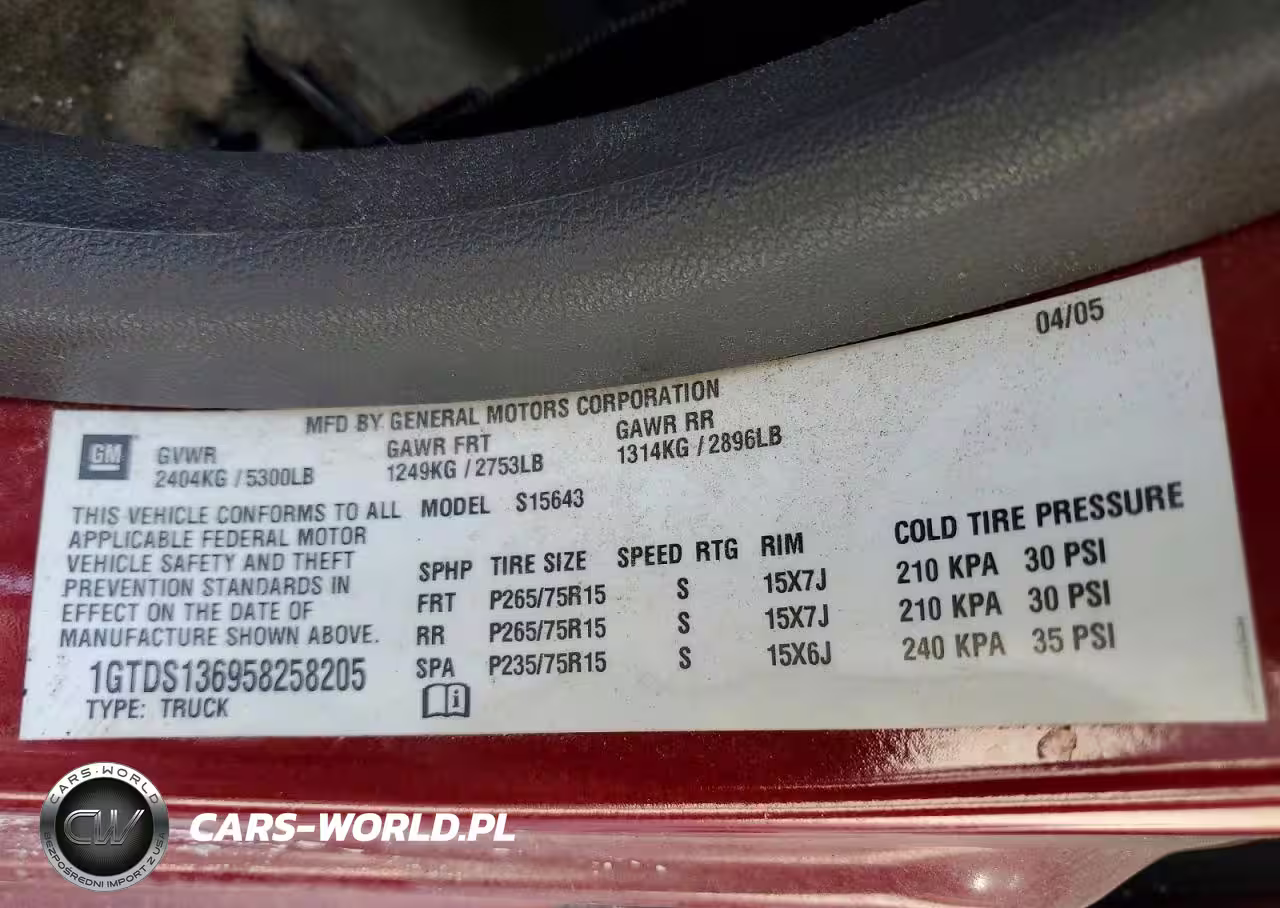 04/05
MFD BY GENERAL MOTORS CORPORATION
GM
GVWR GAWR FRT GAWR RR
2404KG / 5300LB 1249KG / 2753LB 1314KG / 2896LB
THIS VEHICLE CONFORMS TO ALL
APPLICABLE FEDERAL MOTOR
VEHICLE SAFETY AND THEFT
PREVENTION STANDARDS IN
EFFECT ON THE DATE OF
MANUFACTURE SHOWN ABOVE.
1GTDS136958258205
TYPE: TRUCK
MODEL S15643
SPHP TIRE SIZE SPEED RTG RIM COLD TIRE PRESSURE
FRT P265/75R15 S 15X7J 210 KPA 30 PSI
RR P265/75R15 S 15X7J 210 KPA 30 PSI
SPA P235/75R15 S 15X6J 240 KPA 35 PSI
i
CARS-WORLD
CW
BEZPOŚREDNI IMPORT Z USA
CARS-WORLD.PL